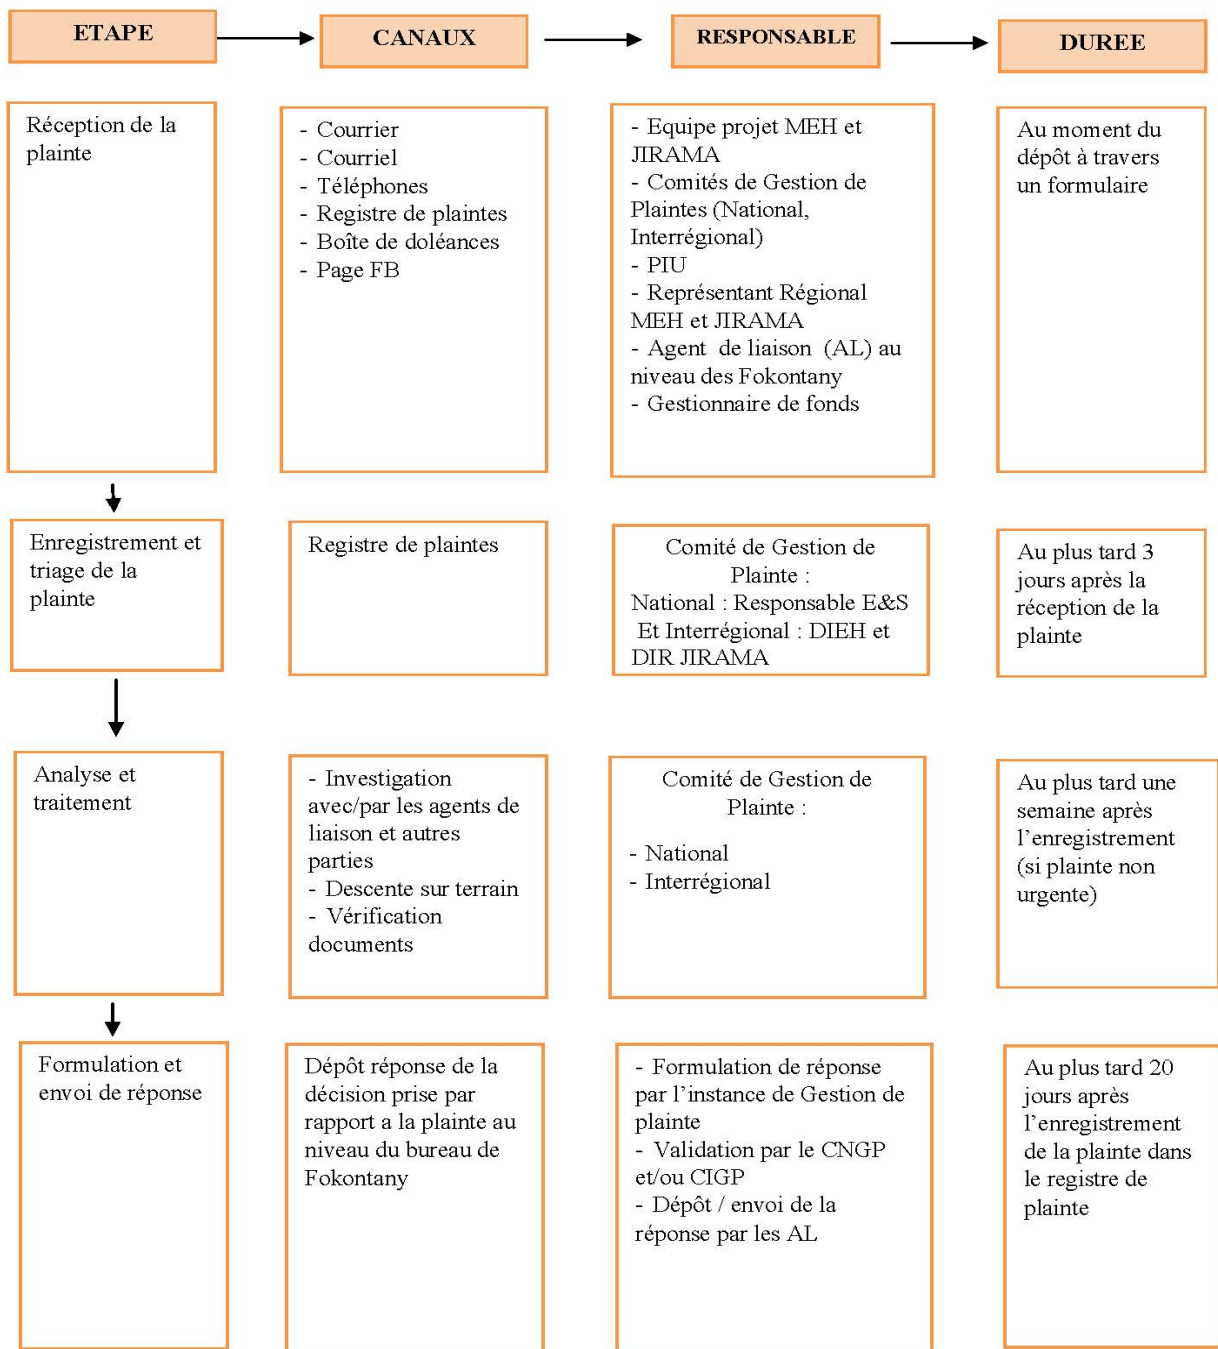 ETAPE
CANAUX
RESPONSABLE
DUREE
Réception de la
plainte
- Courrier
- Courriel
- Téléphones
- Registre de plaintes
- Boîte de doléances
- Page FB
- Equipe projet MEH et
JIRAMA
- Comités de Gestion de
Plaintes (National,
Interrégional)
- PIU
- Représentant Régional
MEH et JIRAMA
- Agent de liaison (AL) au
niveau des Fokontany
- Gestionnaire de fonds
Au moment du
dépôt à travers
un formulaire
Enregistrement et
triage de la
plainte
Registre de plaintes
Comité de Gestion de
Plainte :
National : Responsable E&S
Et Interrégional : DIEH et
DIR JIRAMA
Au plus tard 3
jours après la
réception de la
plainte
Analyse et
traitement
- Investigation
avec/par les agents de
liaison et autres
parties
- Descente sur terrain
- Vérification
documents
Comité de Gestion de
Plainte :
- National
- Interrégional
Au plus tard une
semaine après
l’enregistrement
(si plainte non
urgente)
Formulation et
envoi de réponse
Dépôt réponse de la
décision prise par
rapport a la plainte au
niveau du bureau de
Fokontany
- Formulation de réponse
par l’instance de Gestion de
plainte
- Validation par le CNGP
et/ou CIGP
- Dépôt / envoi de la
réponse par les AL
Au plus tard 20
jours après
l’enregistrement
de la plainte dans
le registre de
plainte